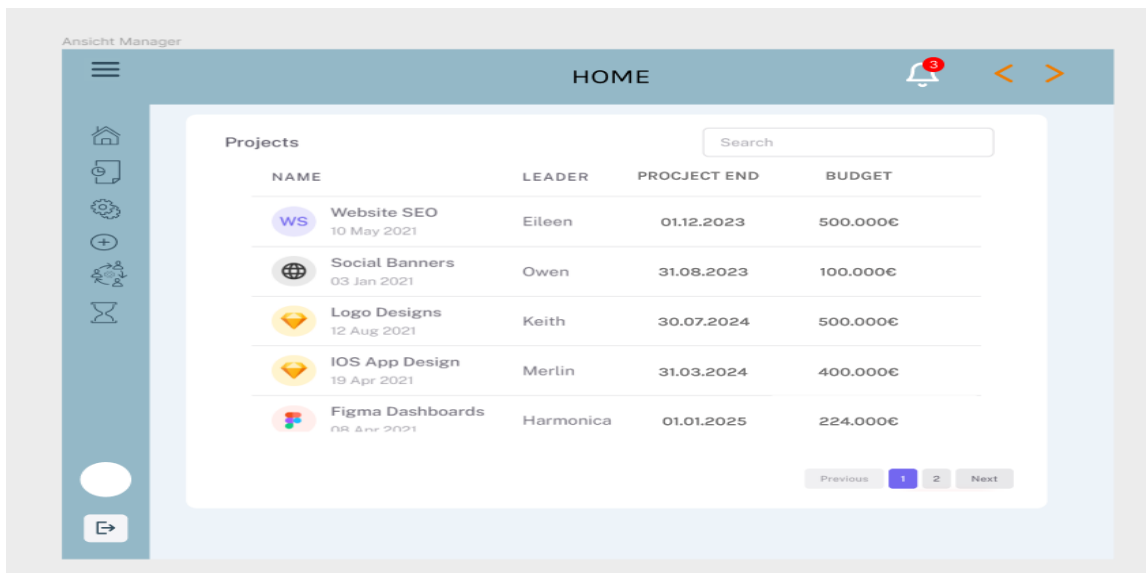 Ansicht Manager
HOME
3
< >
Projects
Search
NAME LEADER PROCJECT END BUDGET
WS Website SEO Eileen 01.12.2023 500.000€
10 May 2021
Social Banners Owen 31.08.2023 100.000€
03 Jan 2021
Logo Designs Keith 30.07.2024 500.000€
12 Aug 2021
IOS App Design Merlin 31.03.2024 400.000€
19 Apr 2021
Figma Dashboards Harmonica 01.01.2025 224.000€
08 Apr 2021
Previous 1 2 Next